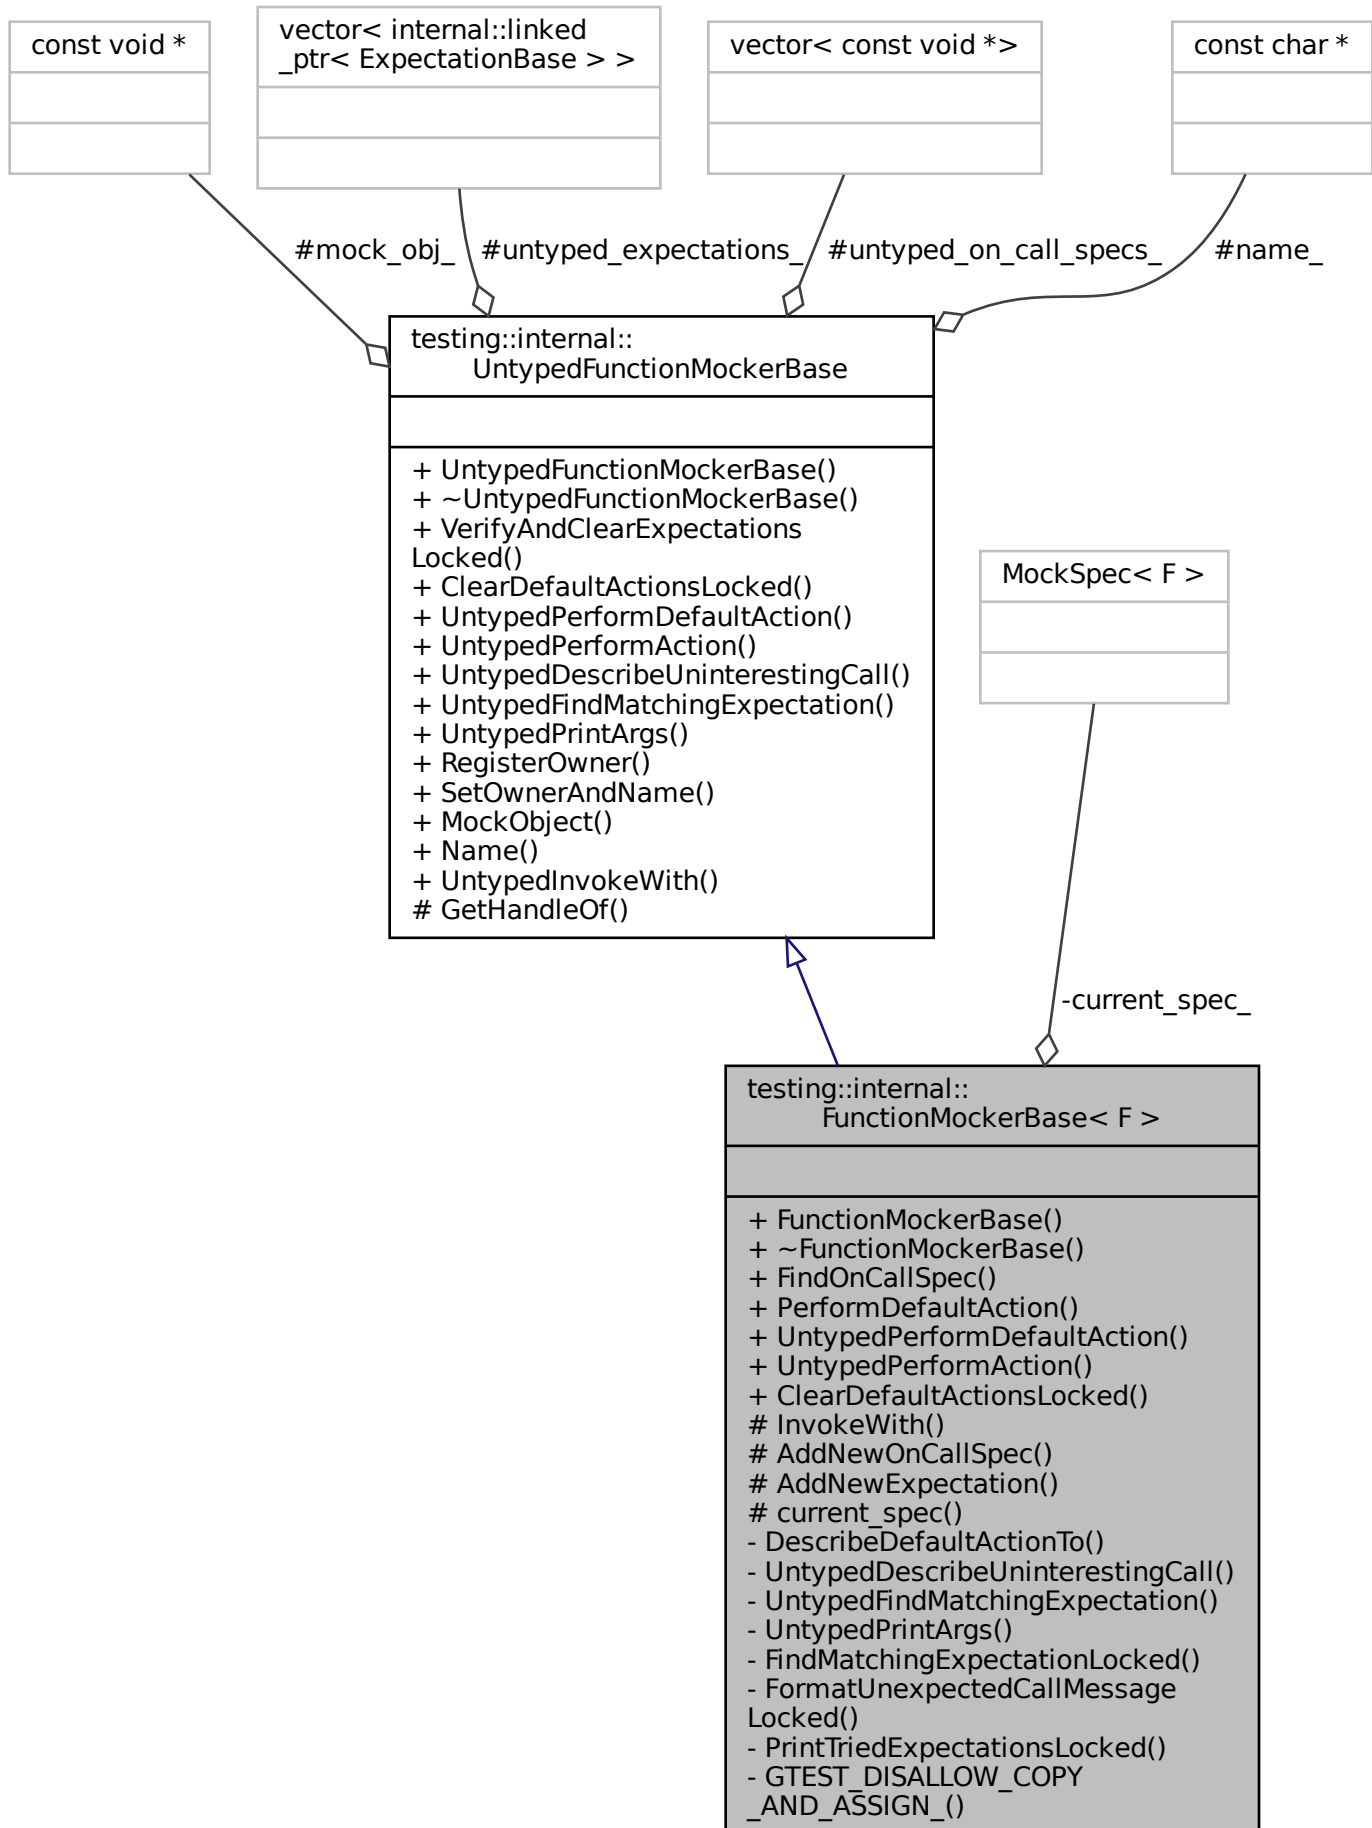 const void *
vector< internal::linked
_ptr< ExpectationBase > >
vector< const void *>
const char *
#mock_obj_
#untyped_expectations_
#untyped_on_call_specs_
#name_
testing::internal::
UntypedFunctionMockerBase
+ UntypedFunctionMockerBase()
+ ~UntypedFunctionMockerBase()
+ VerifyAndClearExpectations
Locked()
+ ClearDefaultActionsLocked()
+ UntypedPerformDefaultAction()
+ UntypedPerformAction()
+ UntypedDescribeUninterestingCall()
+ UntypedFindMatchingExpectation()
+ UntypedPrintArgs()
+ RegisterOwner()
+ SetOwnerAndName()
+ MockObject()
+ Name()
+ UntypedInvokeWith()
# GetHandleOf()
MockSpec< F >
-current_spec_
testing::internal::
FunctionMockerBase< F >
+ FunctionMockerBase()
+ ~FunctionMockerBase()
+ FindOnCallSpec()
+ PerformDefaultAction()
+ UntypedPerformDefaultAction()
+ UntypedPerformAction()
+ ClearDefaultActionsLocked()
# InvokeWith()
# AddNewOnCallSpec()
# AddNewExpectation()
# current_spec()
- DescribeDefaultActionTo()
- UntypedDescribeUninterestingCall()
- UntypedFindMatchingExpectation()
- UntypedPrintArgs()
- FindMatchingExpectationLocked()
- FormatUnexpectedCallMessage
Locked()
- PrintTriedExpectationsLocked()
- GTEST_DISALLOW_COPY
_AND_ASSIGN_()